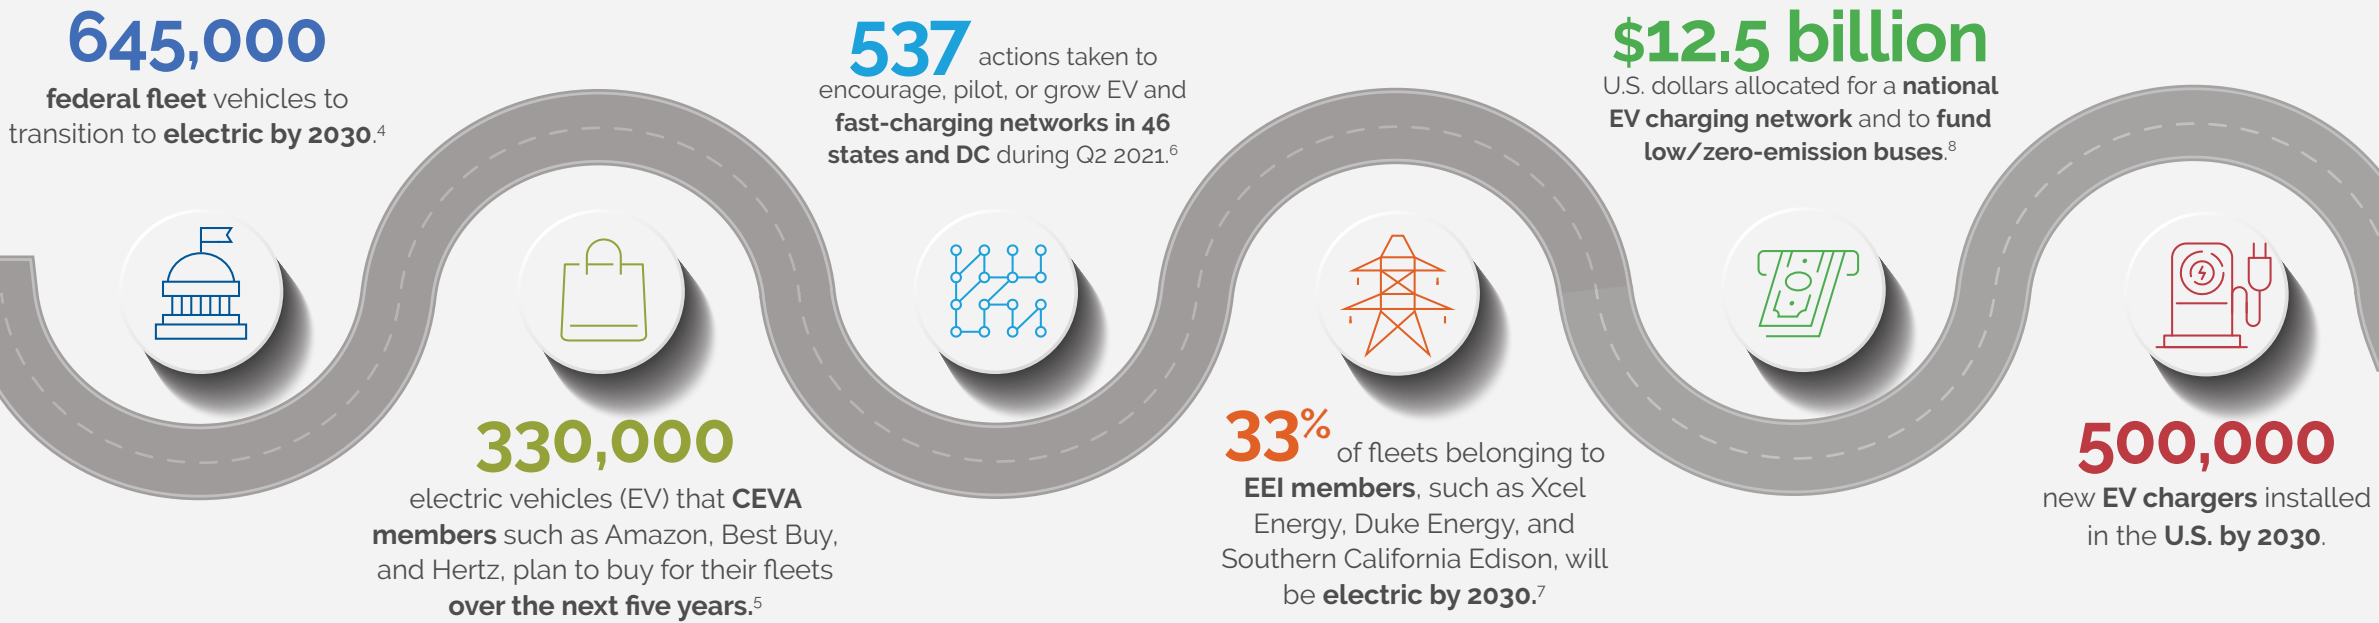 645,000
federal fleet vehicles to
transition to electric by 2030.4
330,000
electric vehicles (EV) that CEVA
members such as Amazon, Best Buy,
and Hertz, plan to buy for their fleets
over the next five years.5
537 actions taken to
encourage, pilot, or grow EV and
fast-charging networks in 46
states and DC during Q2 2021.6
33% of fleets belonging to
EEI members, such as Xcel
Energy, Duke Energy, and
Southern California Edison, will
be electric by 2030.7
$12.5 billion
U.S. dollars allocated for a national
EV charging network and to fund
low/zero-emission buses.8
500,000
new EV chargers installed
in the U.S. by 2030.